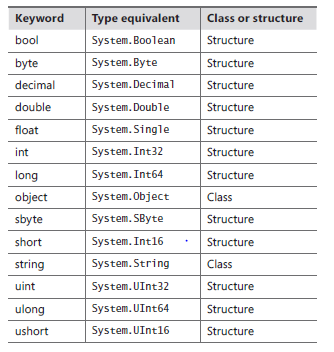 Keyword Type equivalent Class or structure
bool System.Boolean Structure
byte System.Byte Structure
decimal System.Decimal Structure
double System.Double Structure
float System.Single Structure
int System.Int32 Structure
long System.Int64 Structure
object System.Object Class
sbyte System.SByte Structure
short System.Int16 Structure
string System.String Class
uint System.UInt32 Structure
ulong System.UInt64 Structure
ushort System.UInt16 Structure